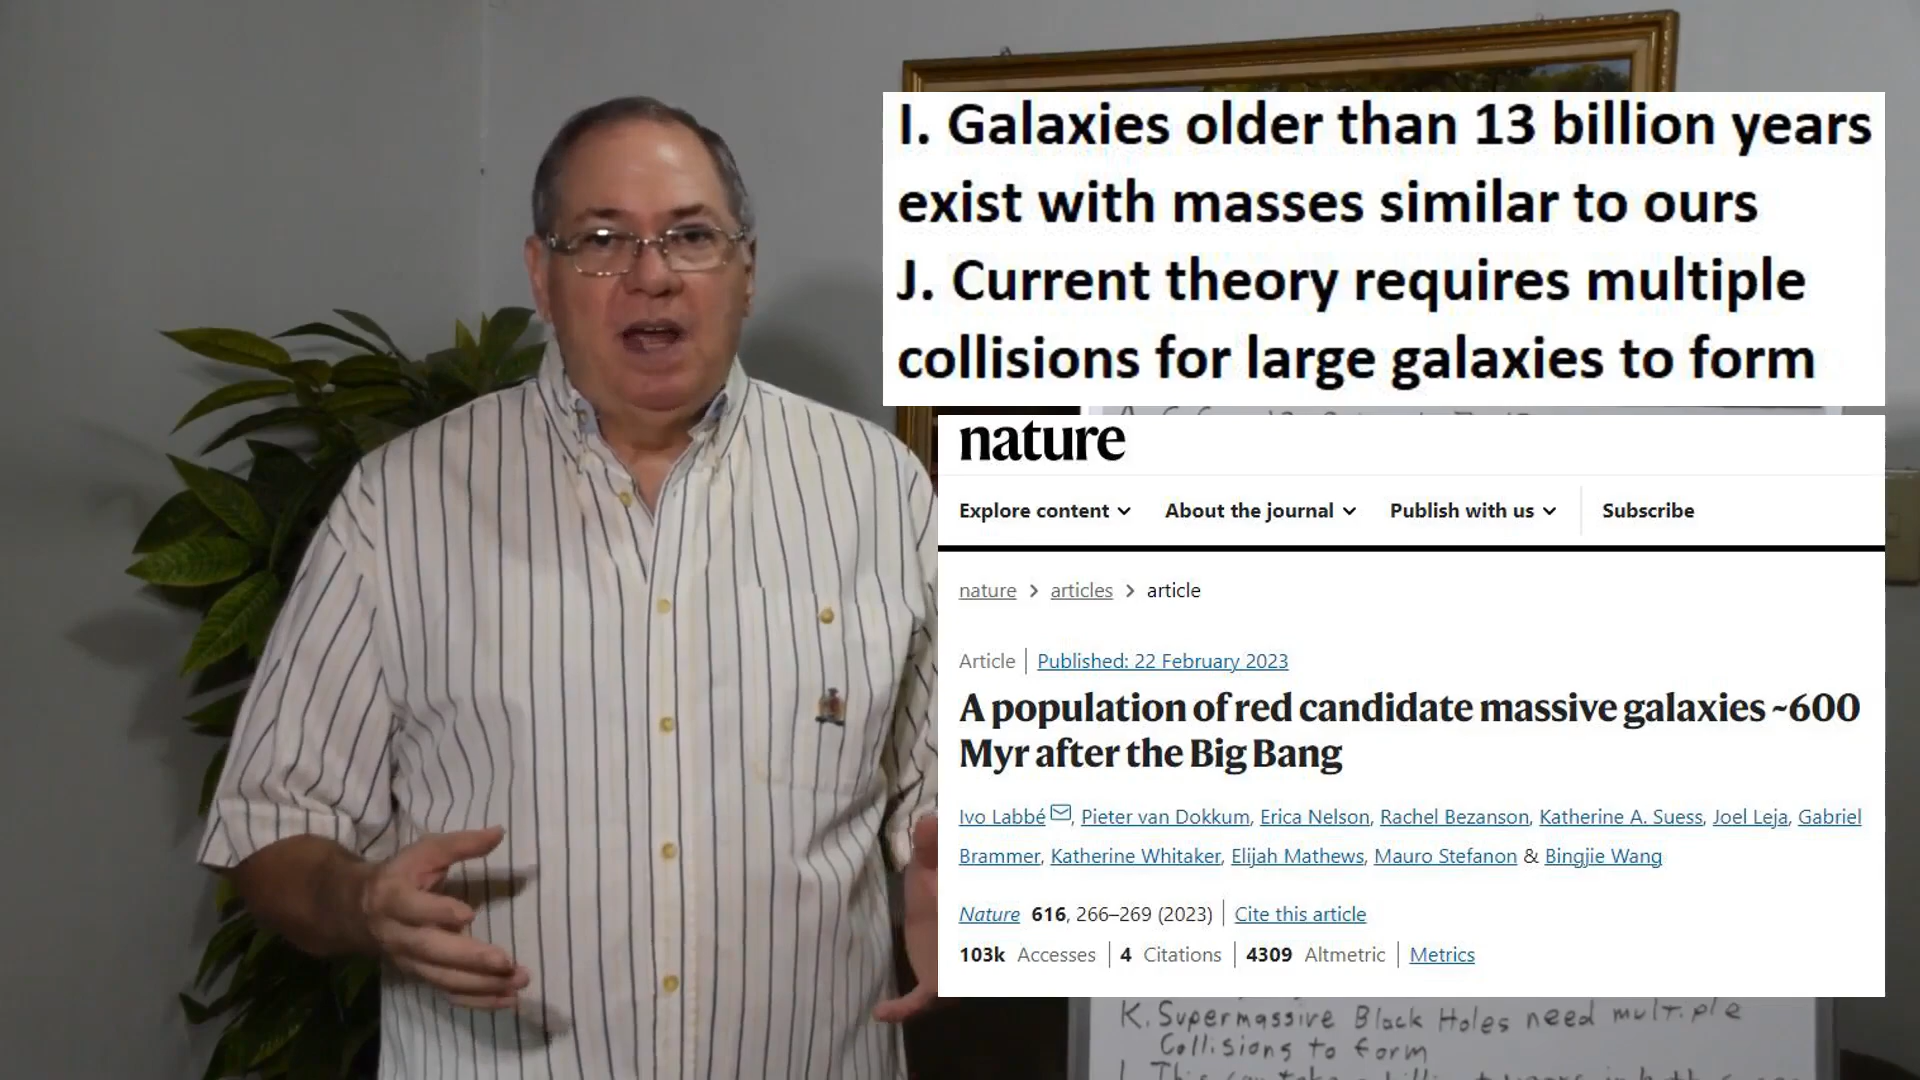 I. Galaxies older than 13 billion years
exist with masses similar to ours
J. Current theory requires multiple
collisions for large galaxies to form
nature
Explore content About the journal Publish with us Subscribe
nature > articles > article
Article | Published: 22 February 2023
A population of red candidate massive galaxies ~600
Myr after the Big Bang
Ivo Labbé, Pieter van Dokkum, Erica Nelson, Rachel Bezanson, Katherine A. Suess, Joel Leja, Gabriel
Brammer, Katherine Whitaker, Elijah Mathews, Mauro Stefanon & Bingjie Wang
Nature 616, 266–269 (2023) | Cite this article
103k Accesses | 4 Citations | 4309 Altmetric | Metrics
K. Supermassive Black Holes need multiple
Collisions to form